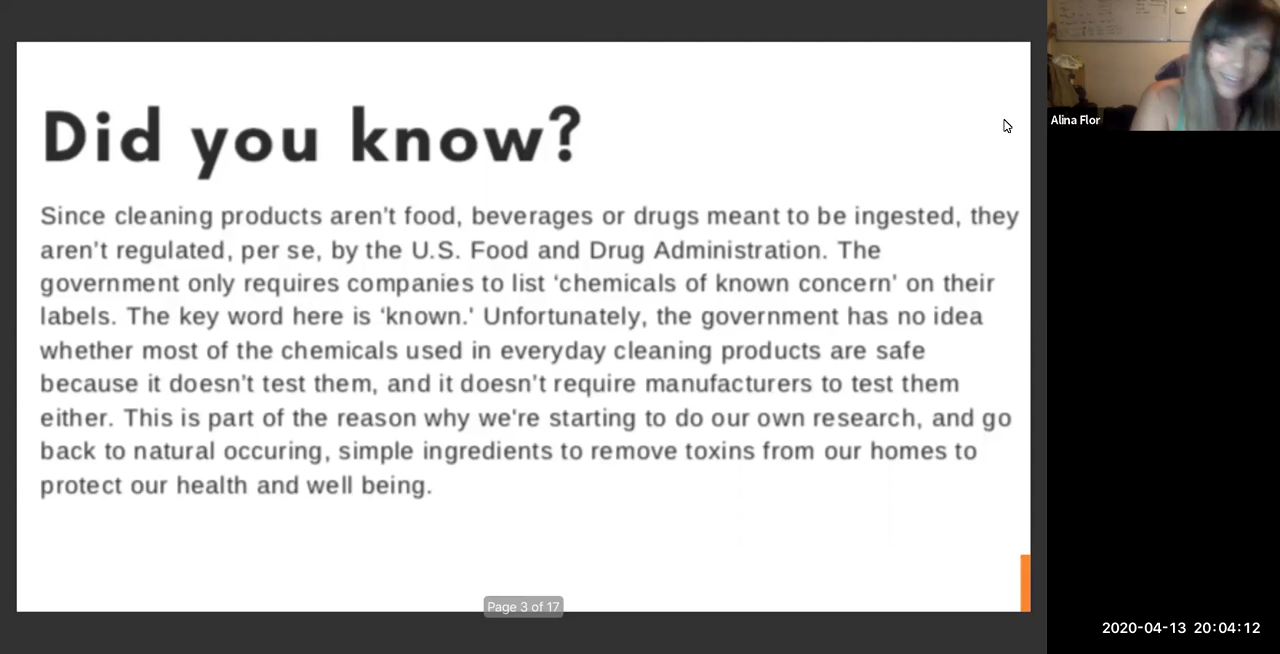 Did you know?
Since cleaning products aren't food, beverages or drugs meant to be ingested, they
aren't regulated, per se, by the U.S. Food and Drug Administration. The
government only requires companies to list ‘chemicals of known concern’ on their
labels. The key word here is ‘known.' Unfortunately, the government has no idea
whether most of the chemicals used in everyday cleaning products are safe
because it doesn't test them, and it doesn't require manufacturers to test them
either. This is part of the reason why we're starting to do our own research, and go
back to natural occuring, simple ingredients to remove toxins from our homes to
protect our health and well being.
Page 3 of 17
Alina Flor
2020-04-13 20:04:12